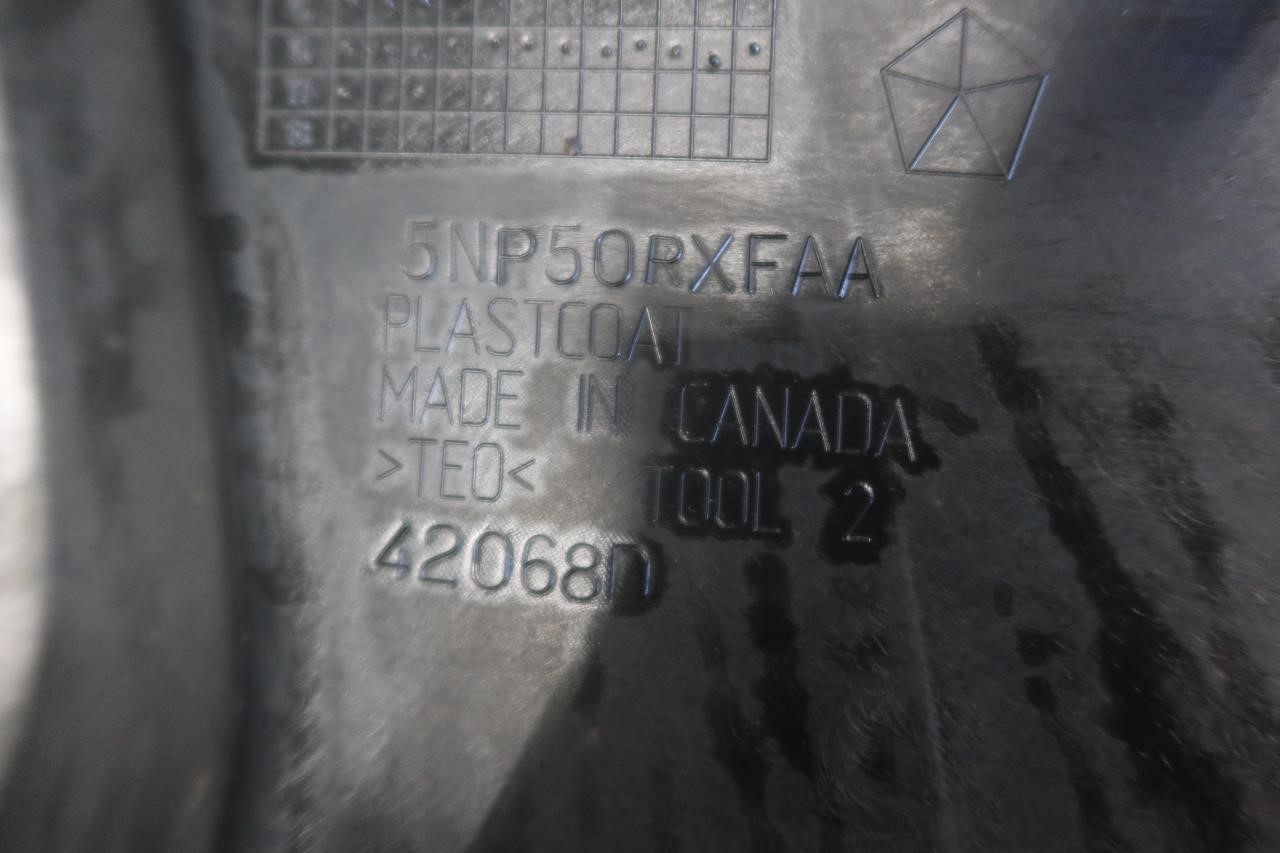 5NP50RXFAA
PLASTCOAT
MADE IN CANADA
>TEO< TOOL 2
42068D